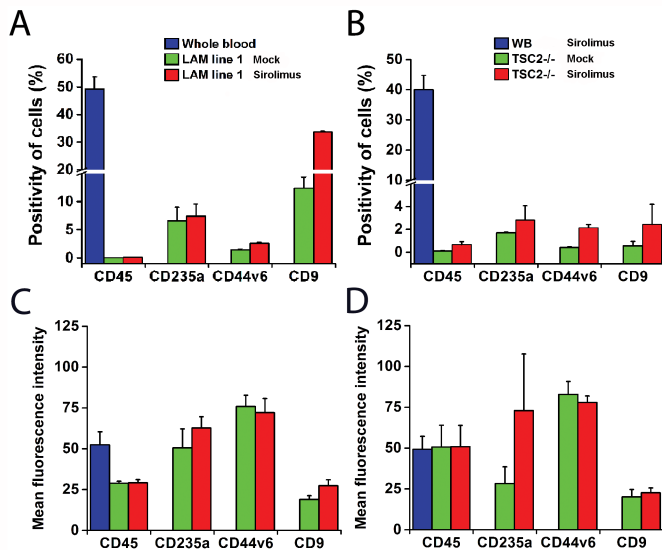 A
Positivity of cells (%)
60
50
40
30
20
10
5
0
Whole blood
LAM line 1 Mock
LAM line 1 Sirolimus
CD45 CD235a CD44v6 CD9
B
Positivity of cells (%)
50
40
30
20
10
4
2
0
WB Sirolimus
TSC2-/- Mock
TSC2-/- Sirolimus
CD45 CD235a CD44v6 CD9
C
Mean fluorescence intensity
125
100
75
50
25
0
CD45 CD235a CD44v6 CD9
D
Mean fluorescence intensity
125
100
75
50
25
0
CD45 CD235a CD44v6 CD9